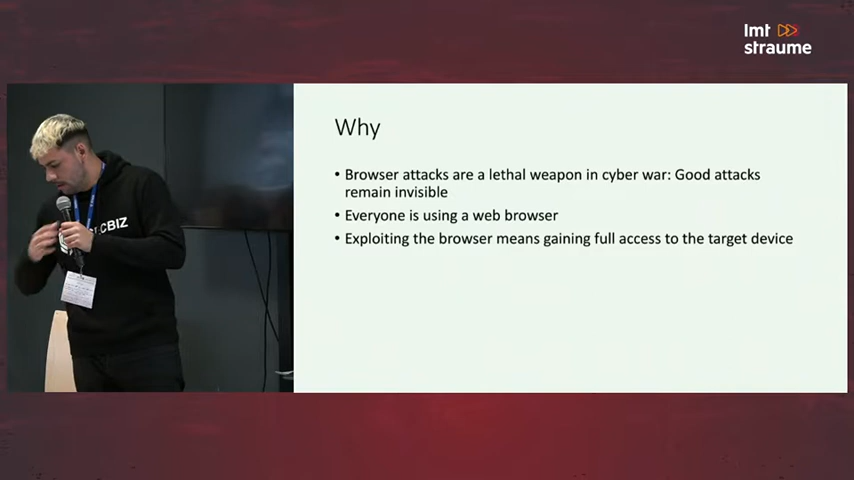 lmt
straume
Why
• Browser attacks are a lethal weapon in cyber war: Good attacks
remain invisible
• Everyone is using a web browser
• Exploiting the browser means gaining full access to the target device